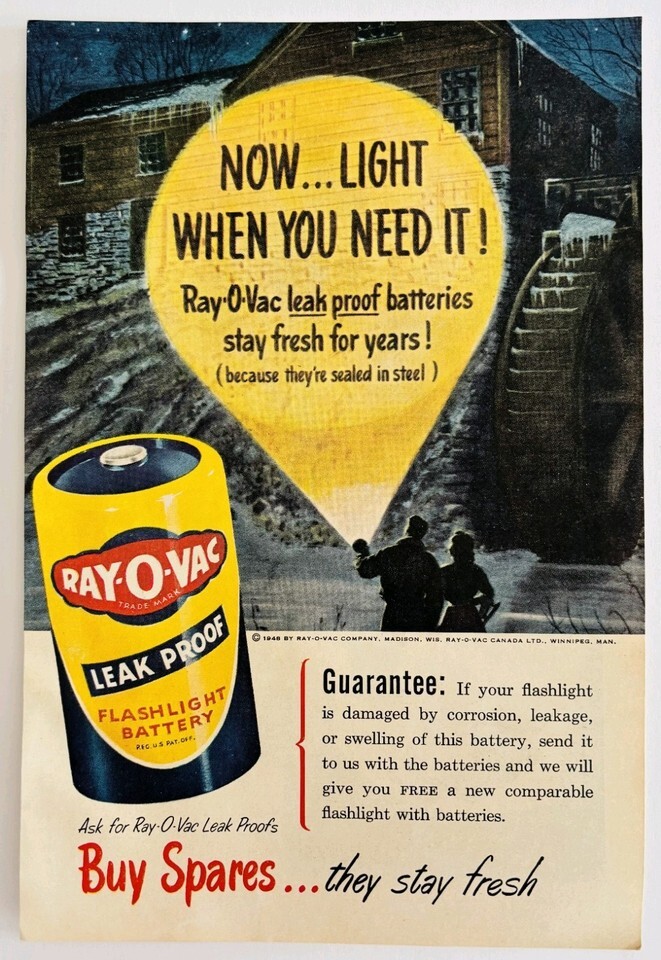 NOW...LIGHT
WHEN YOU NEED IT!
Ray-O-Vac leak proof batteries
stay fresh for years!
(because they're sealed in steel)
RAY-O-VAC
TRADE MARK
LEAK PROOF
FLASHLIGHT
BATTERY
REG. U.S. PAT. OFF.
© 1948 BY RAY-O-VAC COMPANY, MADISON, WIS. RAY-O-VAC CANADA LTD., WINNIPEG, MAN.
Guarantee: If your flashlight
is damaged by corrosion, leakage,
or swelling of this battery, send it
to us with the batteries and we will
give you FREE a new comparable
flashlight with batteries.
Ask for Ray-O-Vac Leak Proofs
Buy Spares...they stay fresh